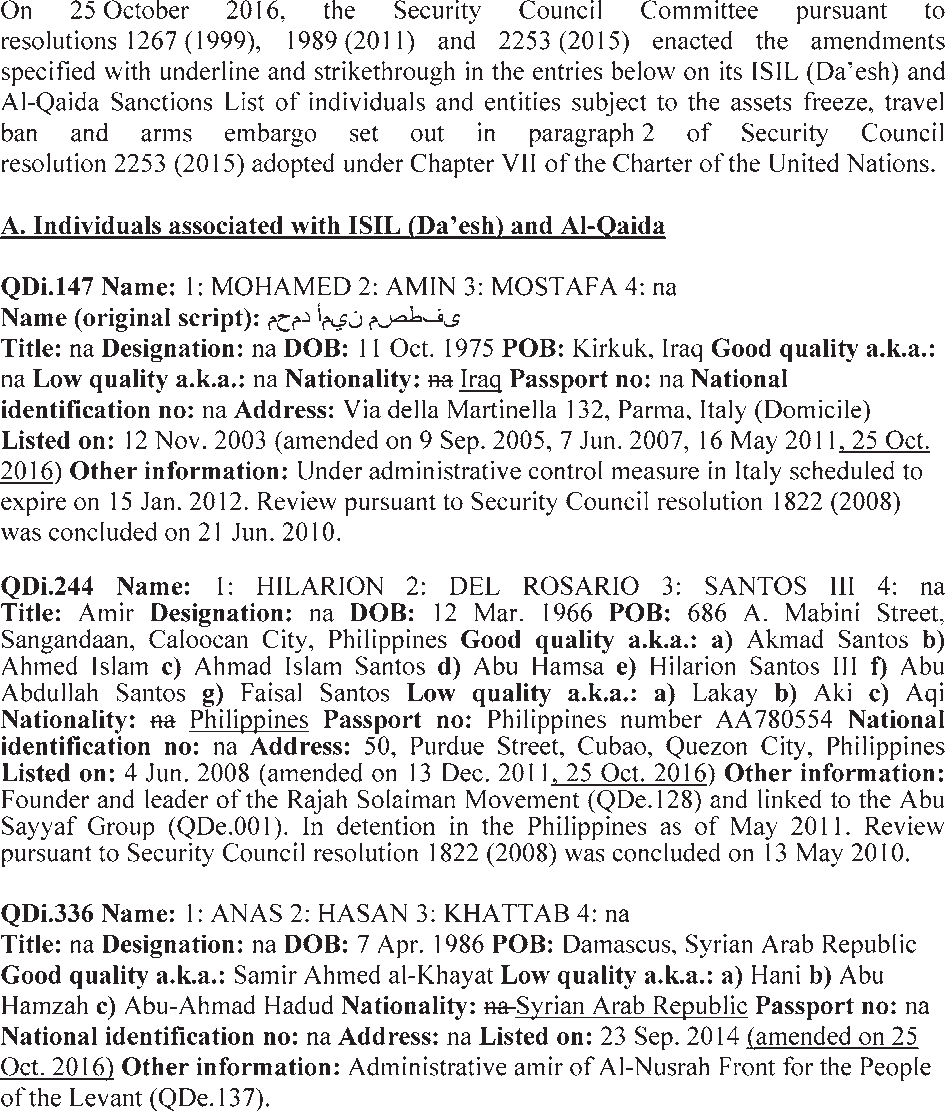 On 25 October 2016, the Security Council Committee pursuant to
resolutions 1267 (1999), 1989 (2011) and 2253 (2015) enacted the amendments
specified with underline and strikethrough in the entries below on its ISIL (Da’esh) and
Al-Qaida Sanctions List of individuals and entities subject to the assets freeze, travel
ban and arms embargo set out in paragraph 2 of Security Council
resolution 2253 (2015) adopted under Chapter VII of the Charter of the United Nations.
A. Individuals associated with ISIL (Da’esh) and Al-Qaida
QDi.147 Name: 1: MOHAMED 2: AMIN 3: MOSTAFA 4: na
Name (original script): محمد أمين مصطفى
Title: na Designation: na DOB: 11 Oct. 1975 POB: Kirkuk, Iraq Good quality a.k.a.:
na Low quality a.k.a.: na Nationality: na Iraq Passport no: na National
identification no: na Address: Via della Martinella 132, Parma, Italy (Domicile)
Listed on: 12 Nov. 2003 (amended on 9 Sep. 2005, 7 Jun. 2007, 16 May 2011, 25 Oct.
2016) Other information: Under administrative control measure in Italy scheduled to
expire on 15 Jan. 2012. Review pursuant to Security Council resolution 1822 (2008)
was concluded on 21 Jun. 2010.
QDi.244 Name: 1: HILARION 2: DEL ROSARIO 3: SANTOS III 4: na
Title: Amir Designation: na DOB: 12 Mar. 1966 POB: 686 A. Mabini Street,
Sangandaan, Caloocan City, Philippines Good quality a.k.a.: a) Akmad Santos b)
Ahmed Islam c) Ahmad Islam Santos d) Abu Hamsa e) Hilarion Santos III f) Abu
Abdullah Santos g) Faisal Santos Low quality a.k.a.: a) Lakay b) Aki c) Aqi
Nationality: na Philippines Passport no: Philippines number AA780554 National
identification no: na Address: 50, Purdue Street, Cubao, Quezon City, Philippines
Listed on: 4 Jun. 2008 (amended on 13 Dec. 2011, 25 Oct. 2016) Other information:
Founder and leader of the Rajah Solaiman Movement (QDe.128) and linked to the Abu
Sayyaf Group (QDe.001). In detention in the Philippines as of May 2011. Review
pursuant to Security Council resolution 1822 (2008) was concluded on 13 May 2010.
QDi.336 Name: 1: ANAS 2: HASAN 3: KHATTAB 4: na
Title: na Designation: na DOB: 7 Apr. 1986 POB: Damascus, Syrian Arab Republic
Good quality a.k.a.: Samir Ahmed al-Khayat Low quality a.k.a.: a) Hani b) Abu
Hamzah c) Abu-Ahmad Hadud Nationality: na Syrian Arab Republic Passport no: na
National identification no: na Address: na Listed on: 23 Sep. 2014 (amended on 25
Oct. 2016) Other information: Administrative amir of Al-Nusrah Front for the People
of the Levant (QDe.137).